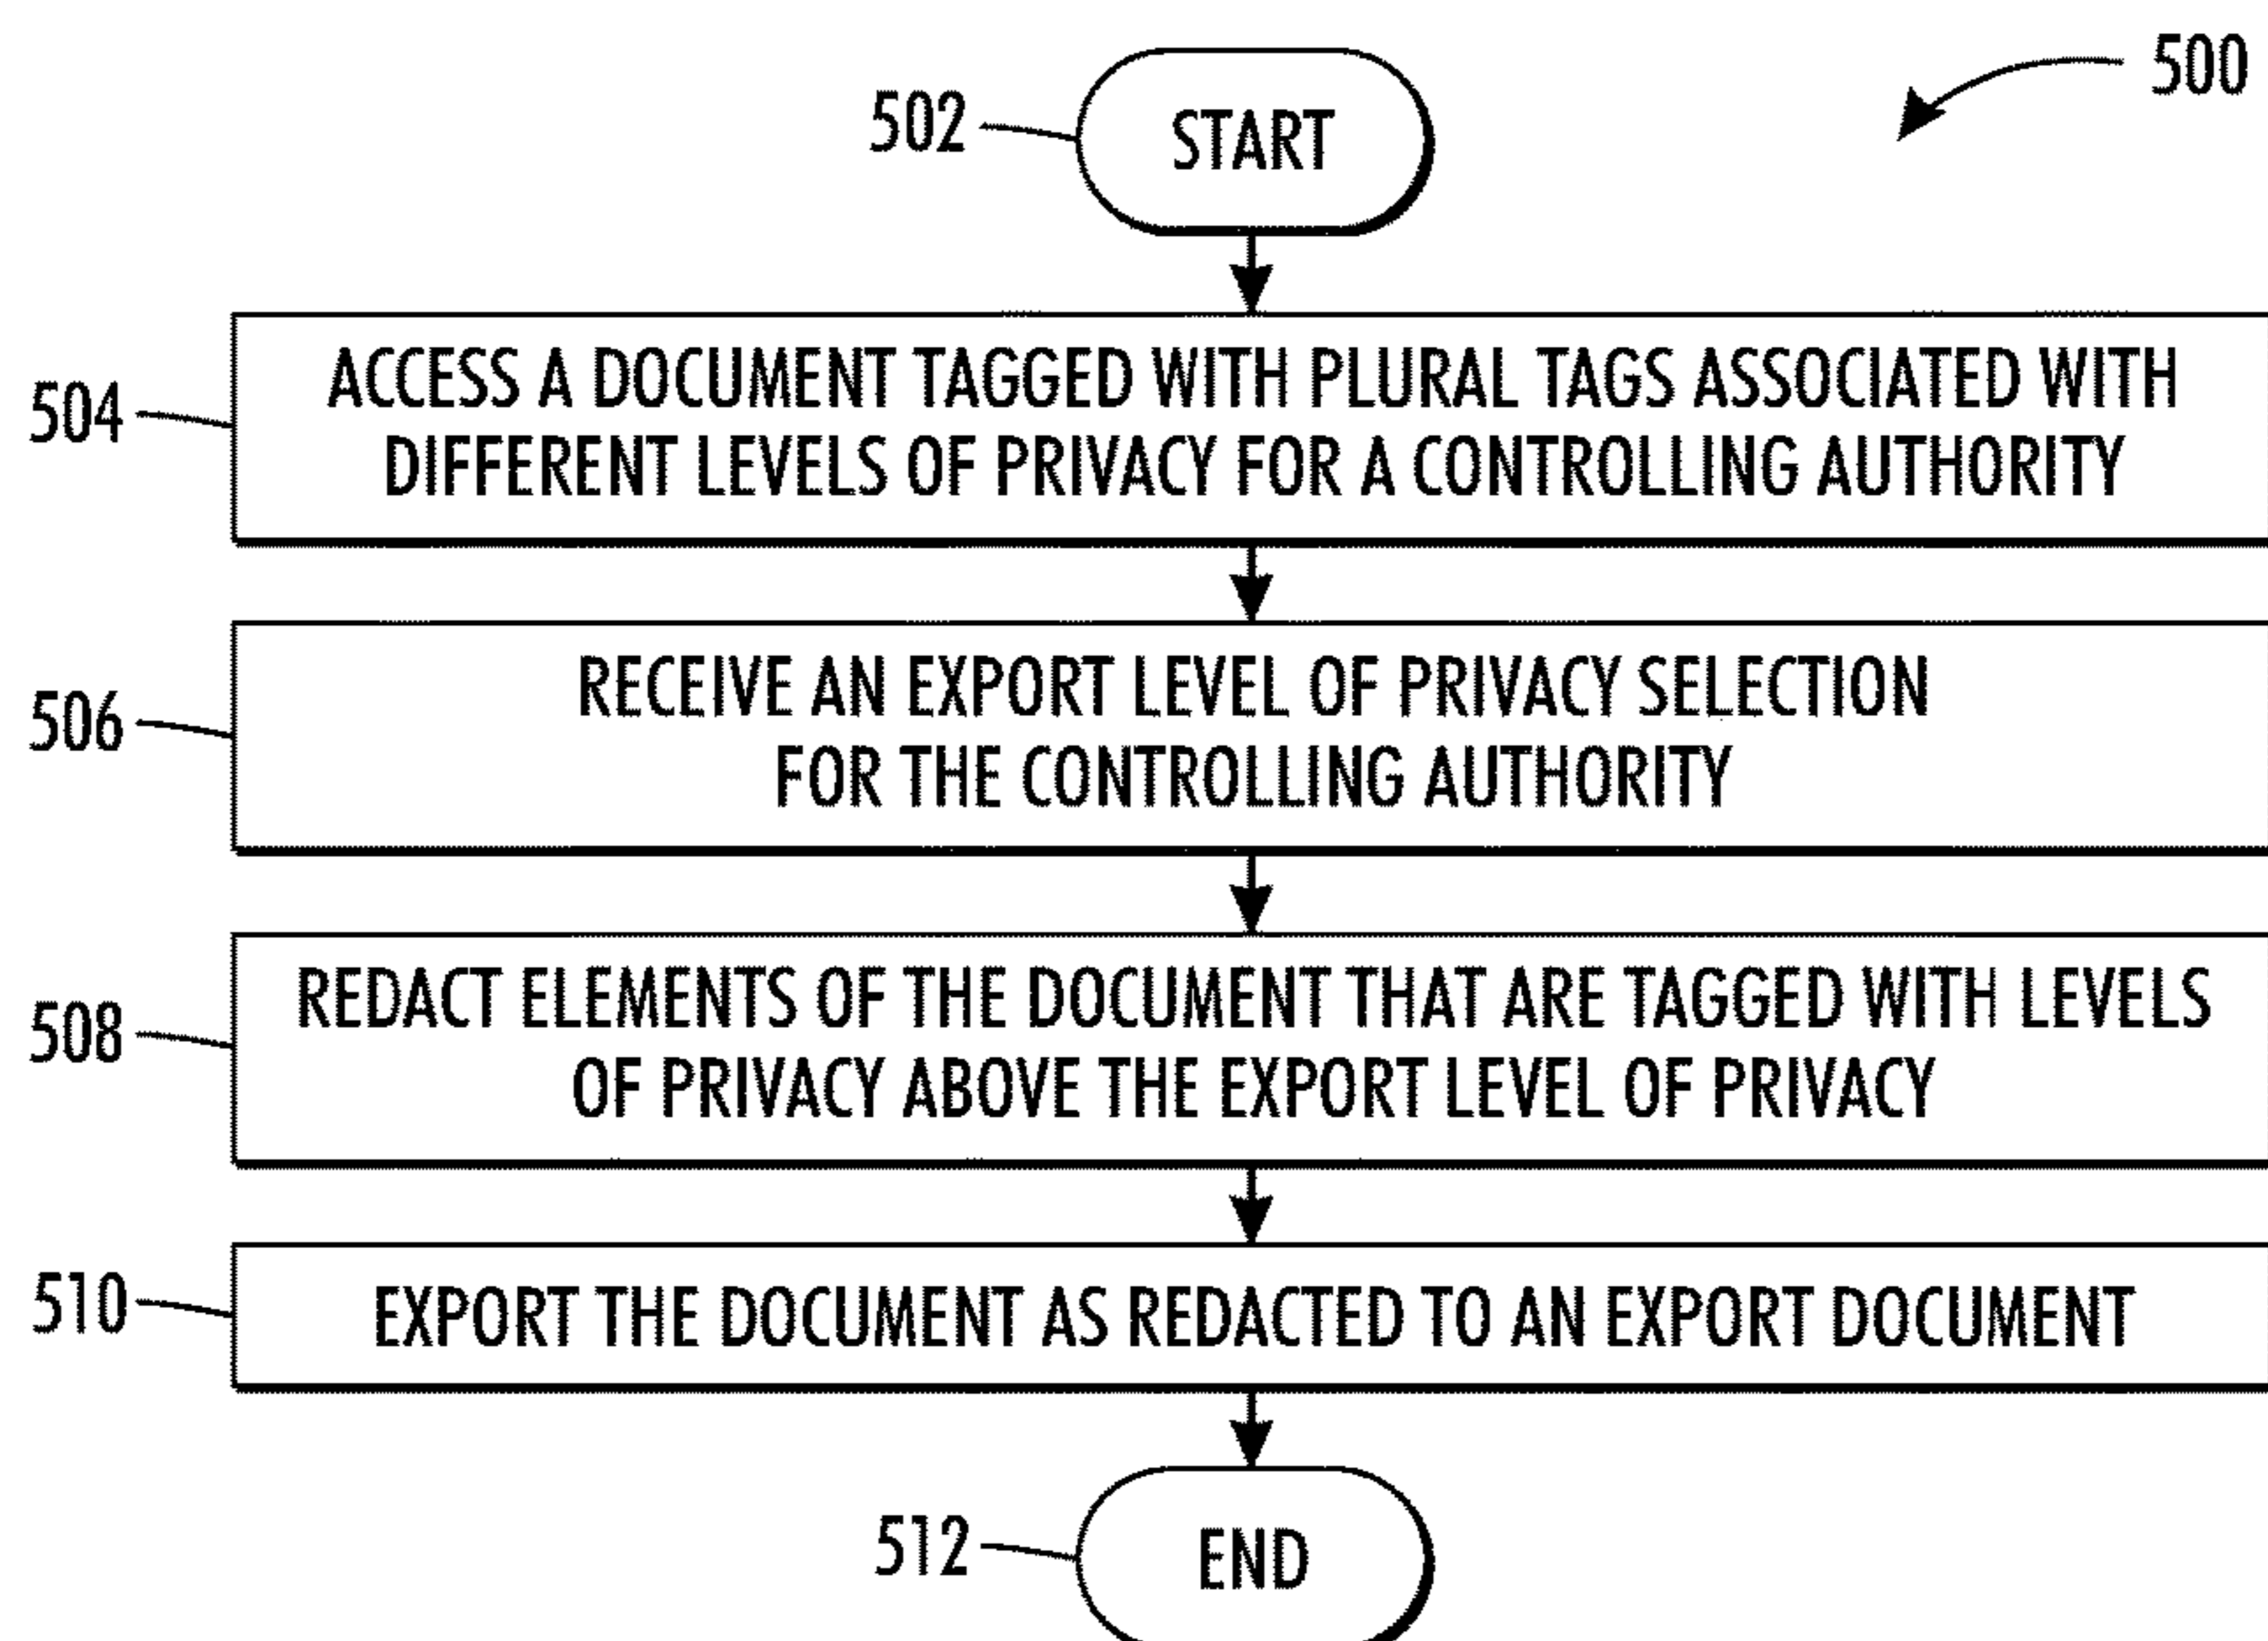 500
502
START
504
ACCESS A DOCUMENT TAGGED WITH PLURAL TAGS ASSOCIATED WITH
DIFFERENT LEVELS OF PRIVACY FOR A CONTROLLING AUTHORITY
506
RECEIVE AN EXPORT LEVEL OF PRIVACY SELECTION
FOR THE CONTROLLING AUTHORITY
508
REDACT ELEMENTS OF THE DOCUMENT THAT ARE TAGGED WITH LEVELS
OF PRIVACY ABOVE THE EXPORT LEVEL OF PRIVACY
510
EXPORT THE DOCUMENT AS REDACTED TO AN EXPORT DOCUMENT
512
END